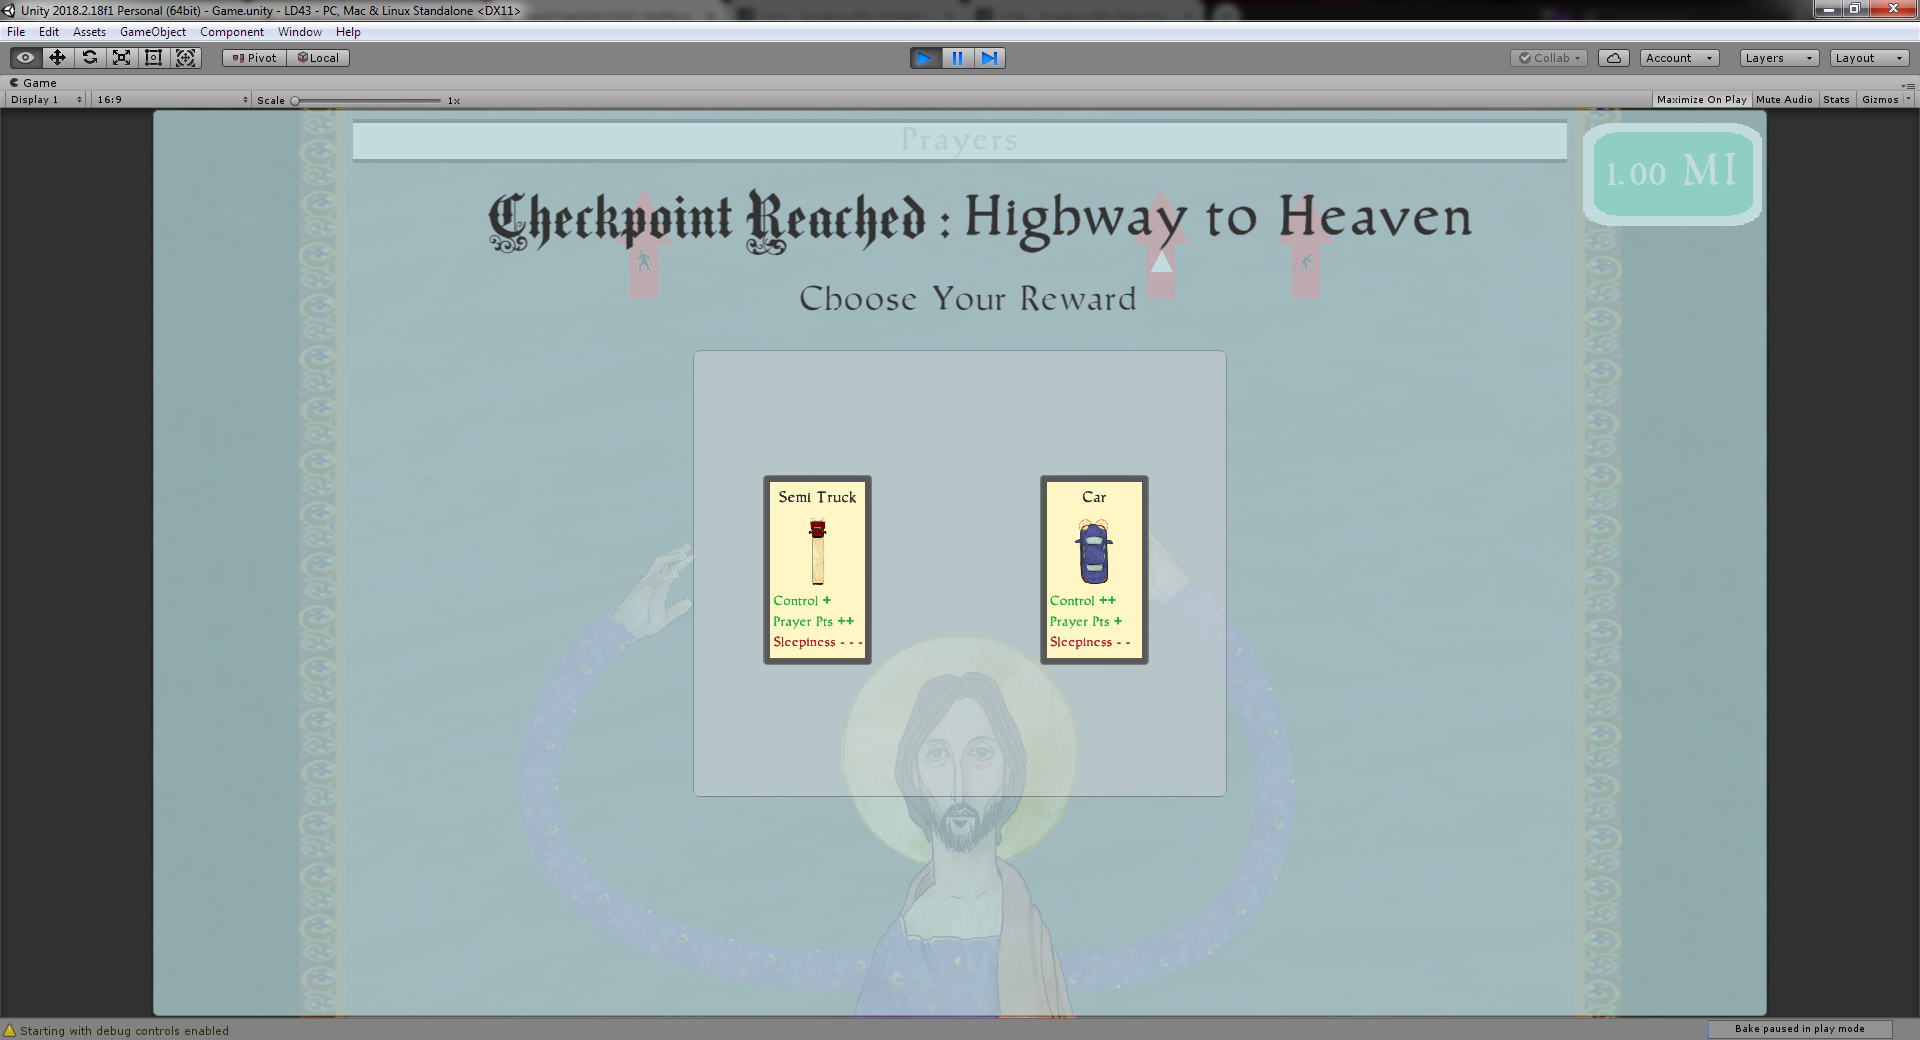 Unity 2018.2.18f1 Personal (64bit) - Game.unity - LD43 - PC, Mac & Linux Standalone <DX11>
File Edit Assets GameObject Component Window Help
Pivot Local Collab Account Layers Layout
Game
Display 1 16:9 Scale 1x Maximize On Play Mute Audio Stats Gizmos
Prayers
1.00 MI
Checkpoint Reached : Highway to Heaven
Choose Your Reward
Semi Truck
Control +
Prayer Pts ++
Sleepiness - - -
Car
Control ++
Prayer Pts +
Sleepiness - -
Starting with debug controls enabled
Bake paused in play mode